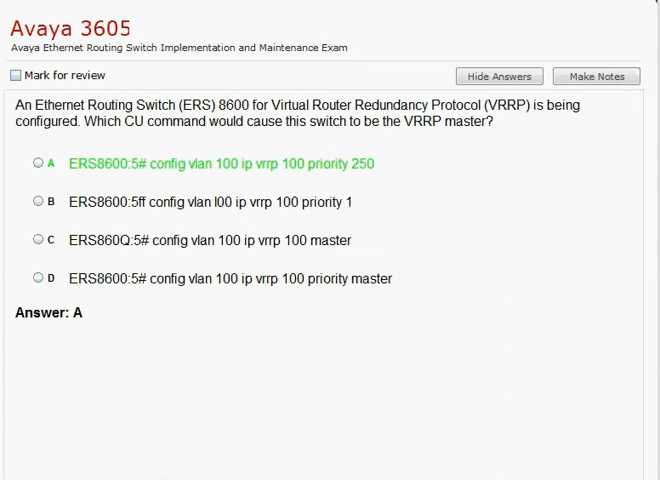 Avaya 3605
Avaya Ethernet Routing Switch Implementation and Maintenance Exam
Mark for review
Hide Answers
Make Notes
An Ethernet Routing Switch (ERS) 8600 for Virtual Router Redundancy Protocol (VRRP) is being
configured. Which CU command would cause this switch to be the VRRP master?
A ERS8600:5# config vlan 100 ip vrrp 100 priority 250
B ERS8600:5ff config vlan l00 ip vrrp 100 priority 1
C ERS860Q:5# config vlan 100 ip vrrp 100 master
D ERS8600:5# config vlan 100 ip vrrp 100 priority master
Answer: A